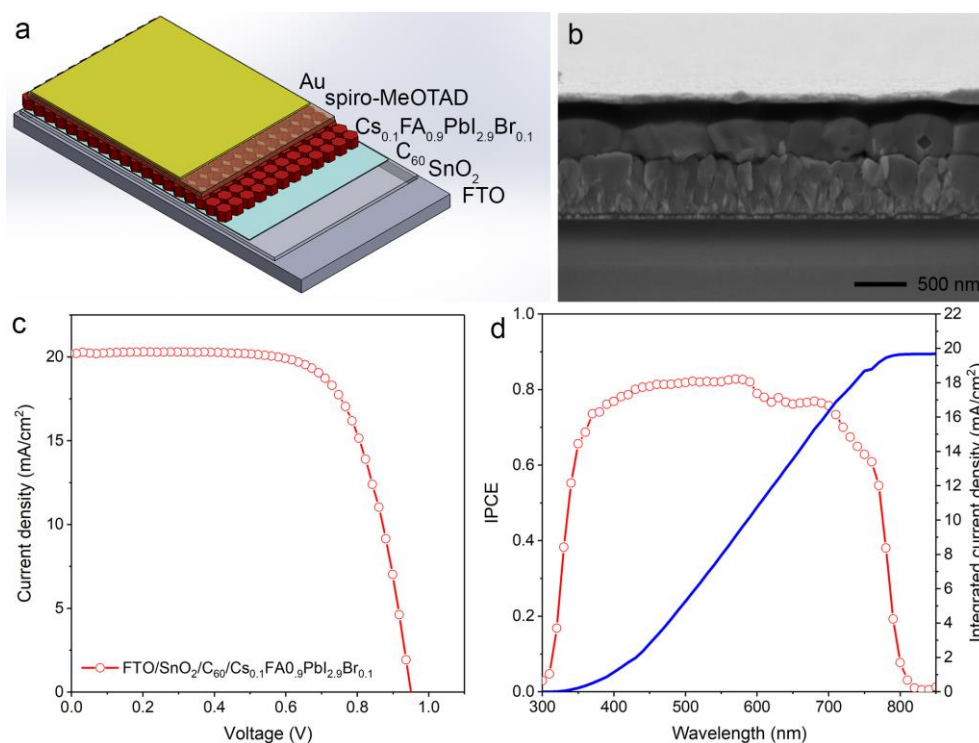 a
Au
spiro-MeOTAD
Cs₀.₁FA₀.₉PbI₂.₉Br₀.₁
C₆₀
SnO₂
FTO
b
500 nm
c
20
15
10
5
0
0.0 0.2 0.4 0.6 0.8 1.0
Current density (mA/cm²)
Voltage (V)
FTO/SnO₂/C₆₀/Cs₀.₁FA0.₉PbI₂.₉Br₀.₁
d
1.0
0.8
0.6
0.4
0.2
0.0
IPCE
300 400 500 600 700 800
Wavelength (nm)
22
20
18
16
14
12
10
8
6
4
2
0
Integrated current density (mA/cm²)